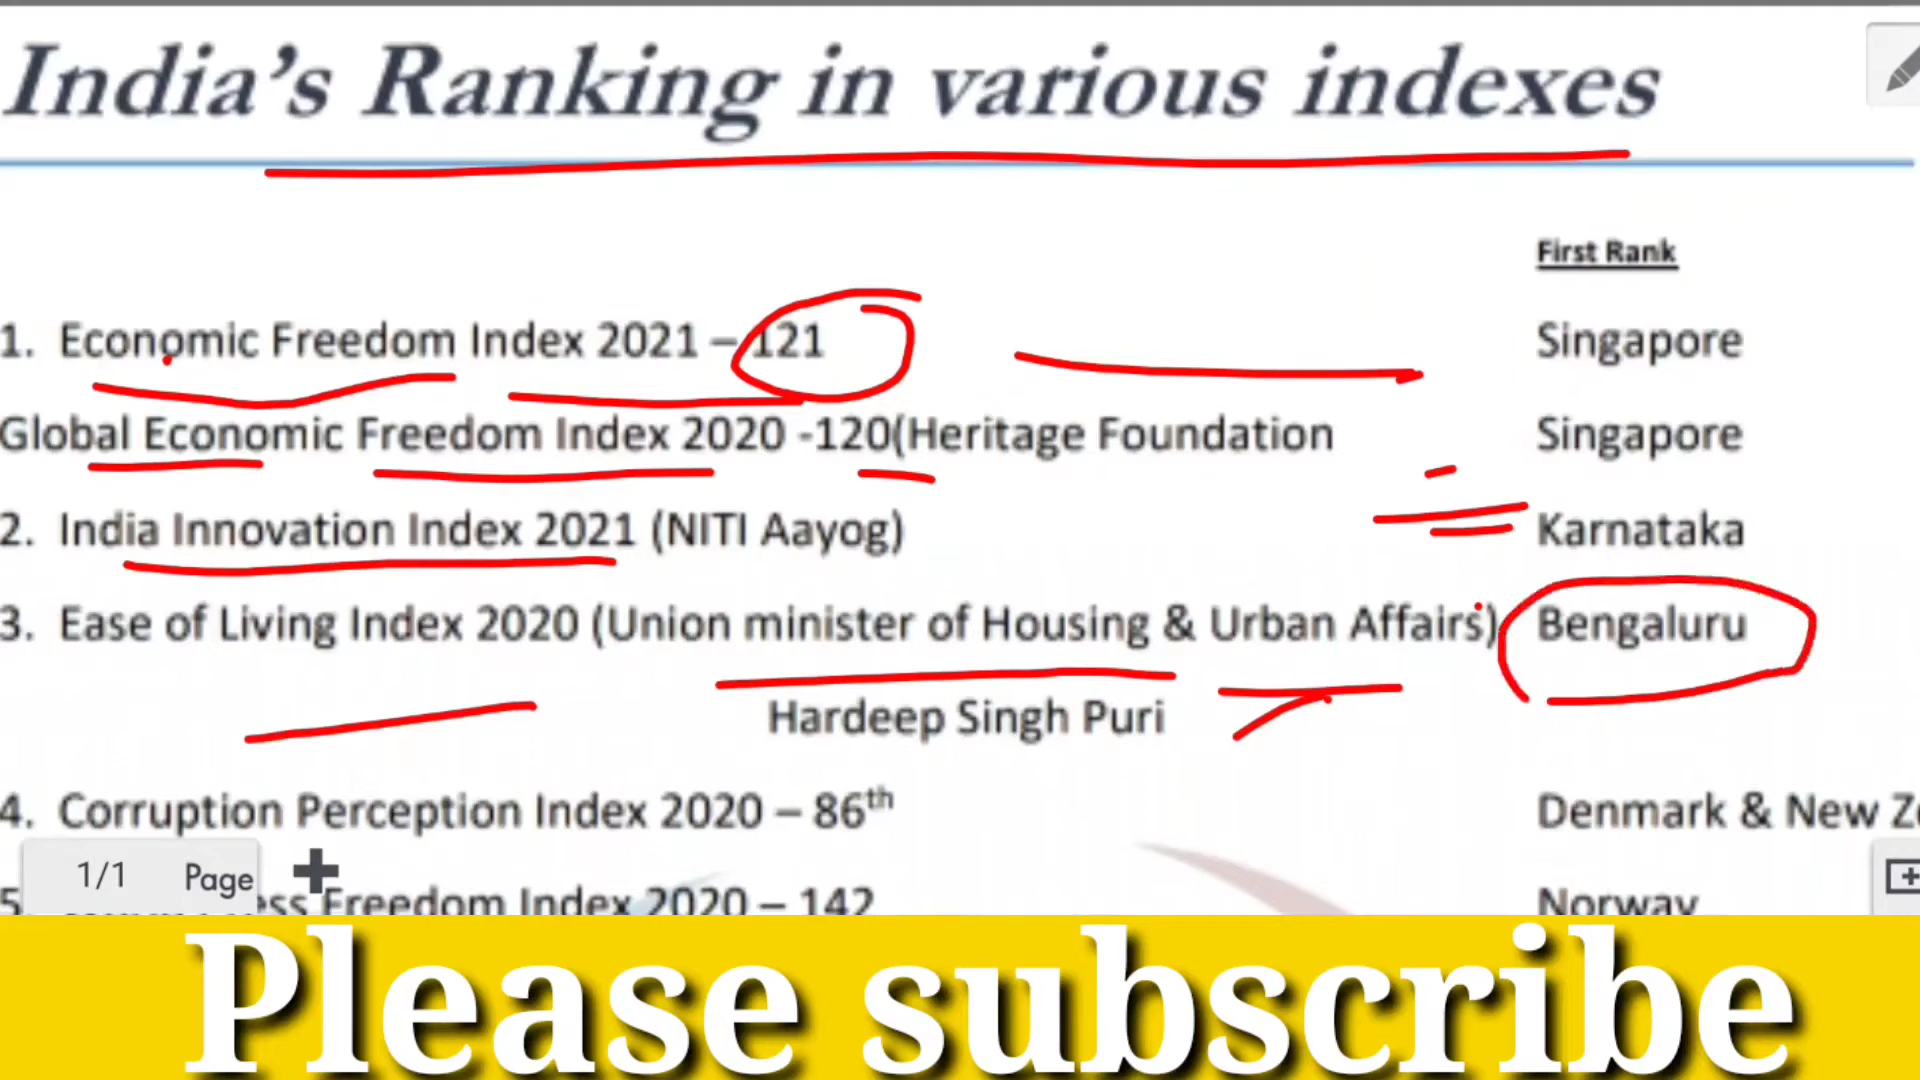 India's Ranking in various indexes
First Rank
1. Economic Freedom Index 2021 – 121 Singapore
Global Economic Freedom Index 2020 -120(Heritage Foundation Singapore
2. India Innovation Index 2021 (NITI Aayog) Karnataka
3. Ease of Living Index 2020 (Union minister of Housing & Urban Affairs) Bengaluru
Hardeep Singh Puri
4. Corruption Perception Index 2020 – 86th Denmark & New Z
1/1 Page
5. Freedom Index 2020 – 142 Norway
Please subscribe